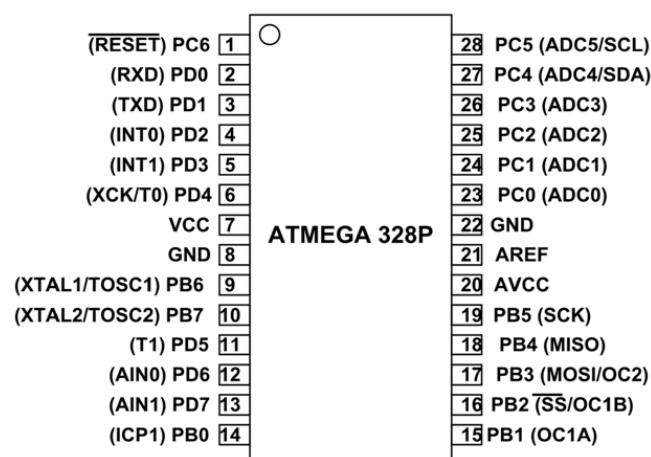 (RESET) PC6 1
(RXD) PD0 2
(TXD) PD1 3
(INT0) PD2 4
(INT1) PD3 5
(XCK/T0) PD4 6
VCC 7
GND 8
(XTAL1/TOSC1) PB6 9
(XTAL2/TOSC2) PB7 10
(T1) PD5 11
(AIN0) PD6 12
(AIN1) PD7 13
(ICP1) PB0 14
ATMEGA 328P
28 PC5 (ADC5/SCL)
27 PC4 (ADC4/SDA)
26 PC3 (ADC3)
25 PC2 (ADC2)
24 PC1 (ADC1)
23 PC0 (ADC0)
22 GND
21 AREF
20 AVCC
19 PB5 (SCK)
18 PB4 (MISO)
17 PB3 (MOSI/OC2)
16 PB2 (SS/OC1B)
15 PB1 (OC1A)